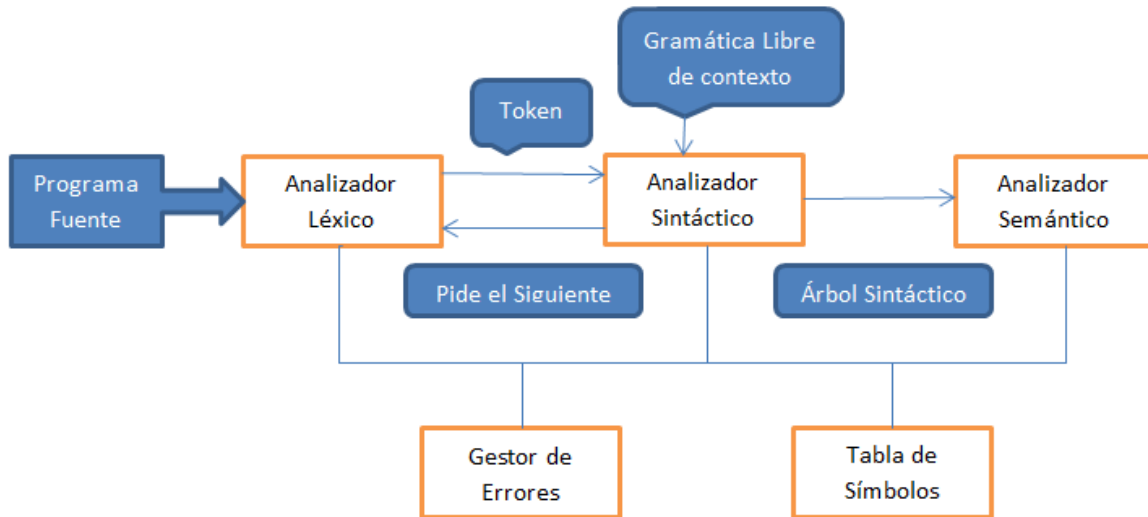 Gramática Libre
de contexto
Token
Programa
Fuente
Analizador
Léxico
Analizador
Sintáctico
Analizador
Semántico
Pide el Siguiente
Árbol Sintáctico
Gestor de
Errores
Tabla de
Símbolos